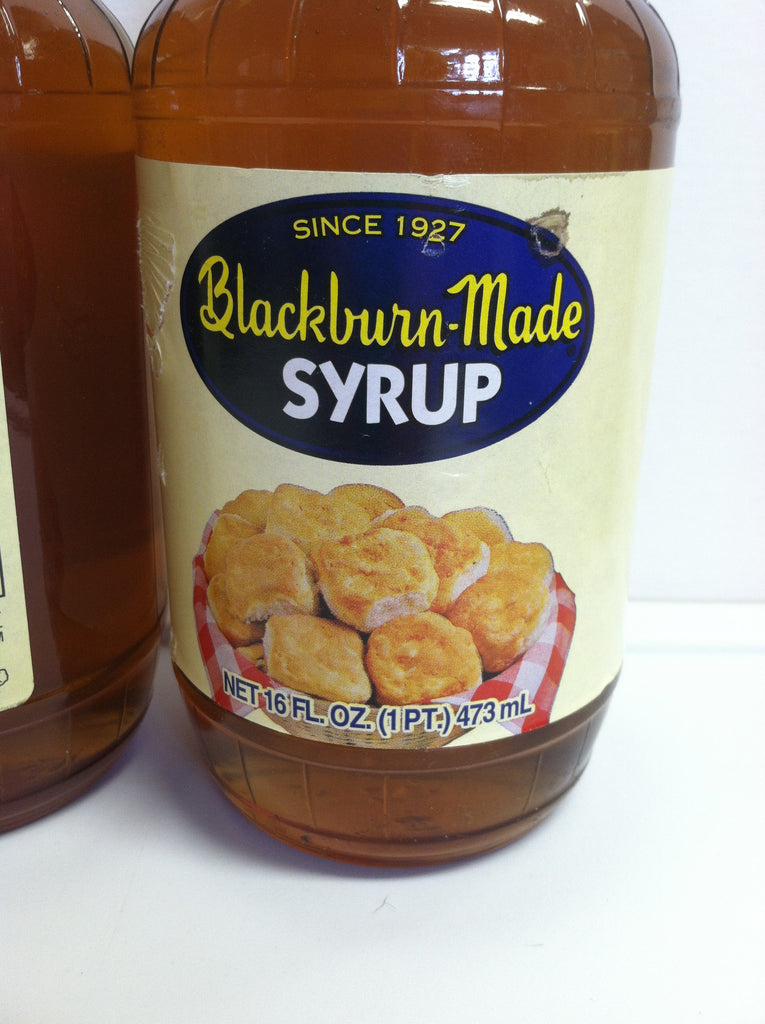 SINCE 1927
Blackburn-Made
SYRUP
NET 16 FL. OZ. (1 PT.) 473 mL